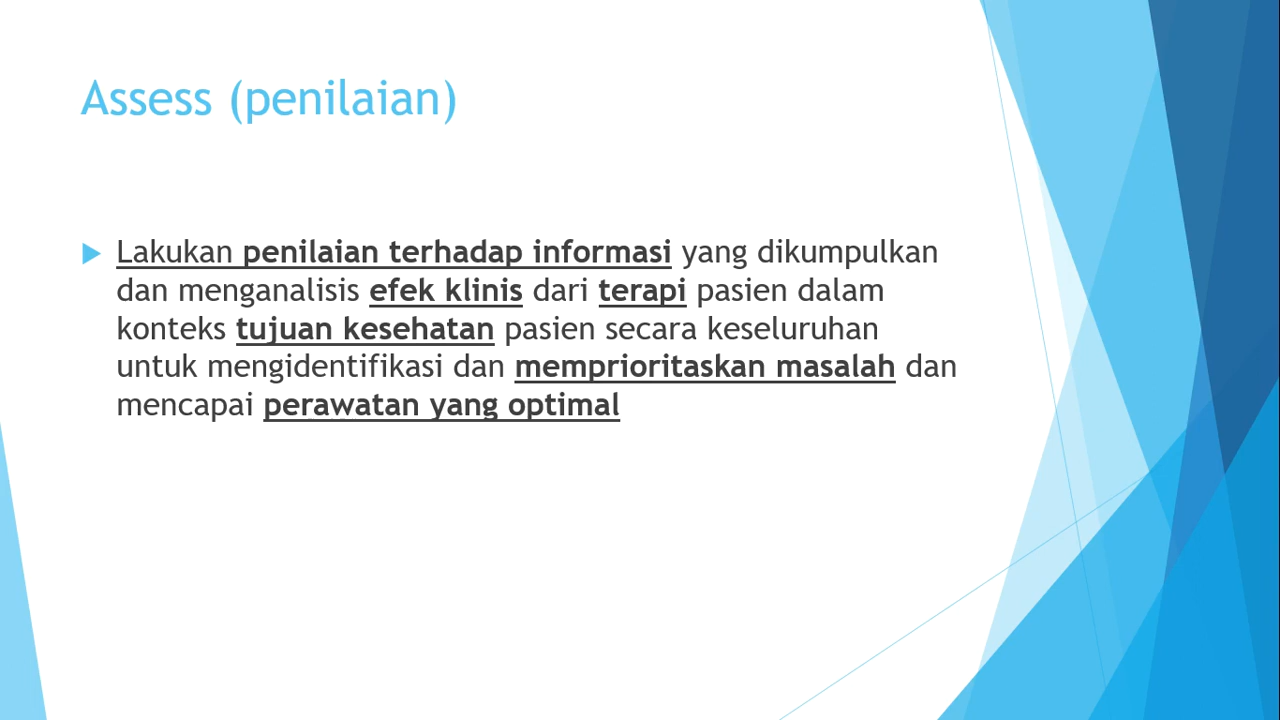 Assess (penilaian)
Lakukan penilaian terhadap informasi yang dikumpulkan
dan menganalisis efek klinis dari terapi pasien dalam
konteks tujuan kesehatan pasien secara keseluruhan
untuk mengidentifikasi dan memprioritaskan masalah dan
mencapai perawatan yang optimal